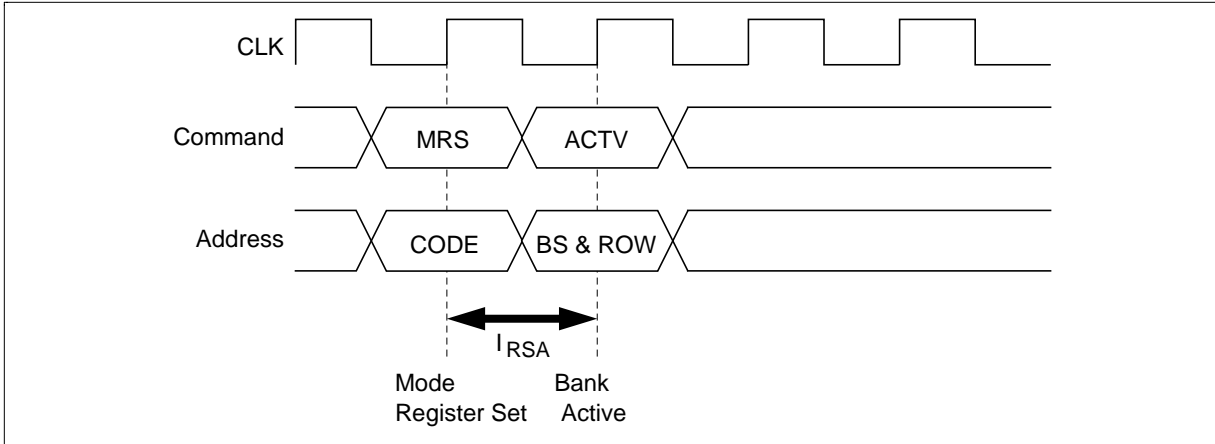 CLK
Command
MRS
ACTV
Address
CODE
BS & ROW
I RSA
Mode
Register Set
Bank
Active